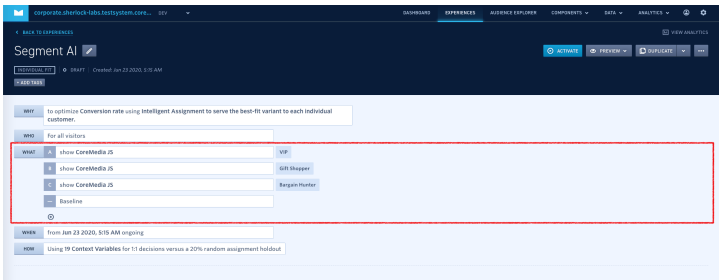 corporate.sherlock-labs.testsystem.core... DEV
DASHBOARD EXPERIENCES AUDIENCE EXPLORER COMPONENTS DATA ANALYTICS
BACK TO EXPERIENCES
VIEW ANALYTICS
Segment AI
ACTIVATE PREVIEW DUPLICATE
INDIVIDUAL FIT DRAFT Created: Jan 23 2020, 5:15 AM
+ ADD TAGS
WHY to optimize Conversion rate using Intelligent Assignment to serve the best-fit variant to each individual
customer.
WHO For all visitors
WHAT A show CoreMedia JS VIP
B show CoreMedia JS Gift Shopper
C show CoreMedia JS Bargain Hunter
— Baseline
WHEN from Jun 23 2020, 5:15 AM ongoing
HOW Using 19 Context Variables for 1:1 decisions versus a 20% random assignment holdout